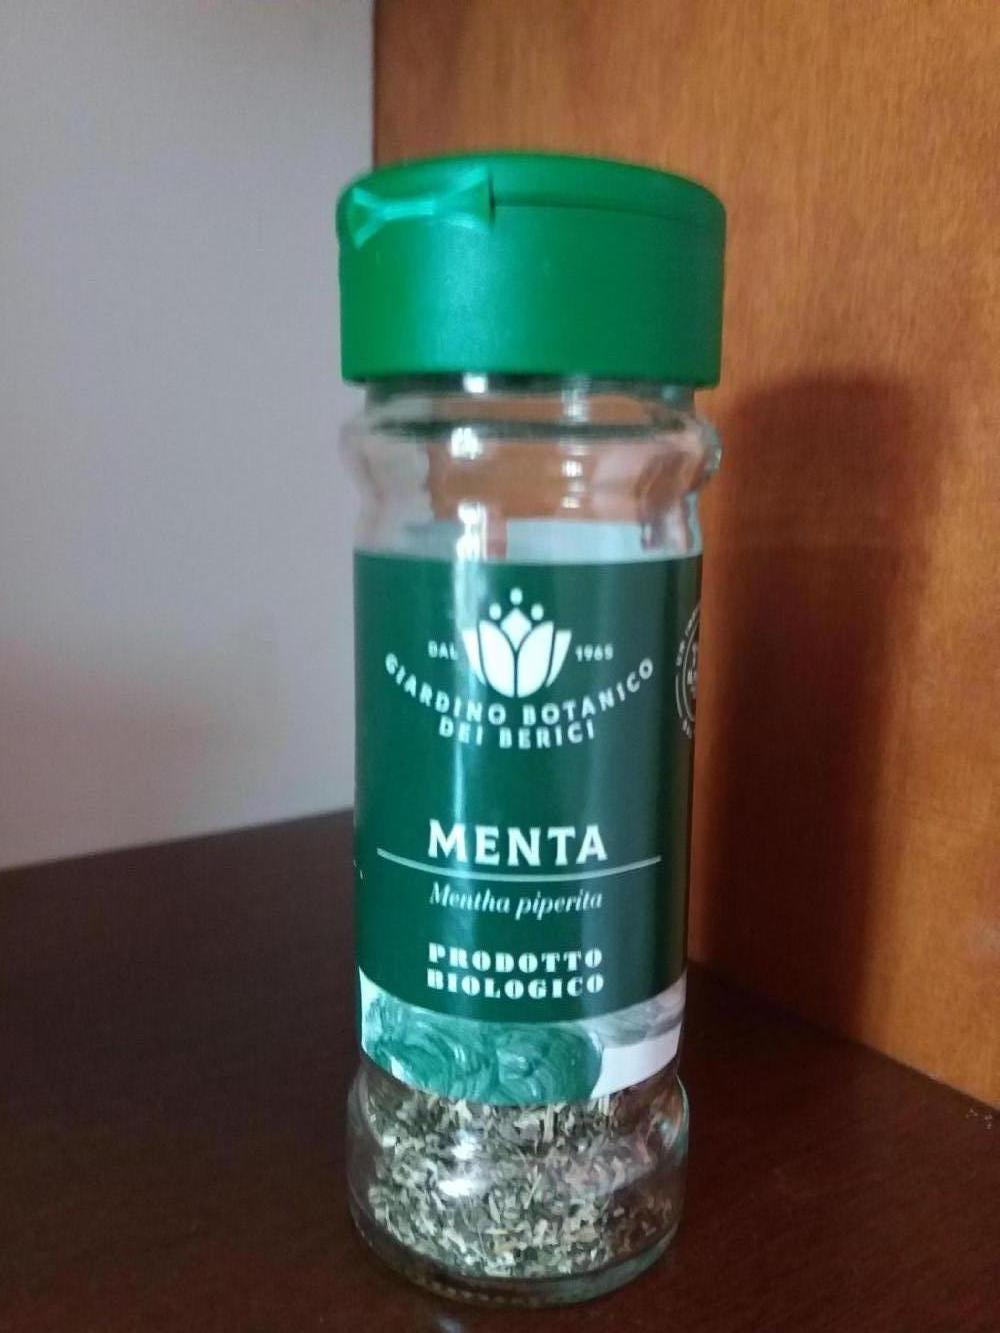 DAL 1965
GIARDINO BOTANICO
DEI BERICI
MENTA
Mentha piperita
PRODOTTO
BIOLOGICO